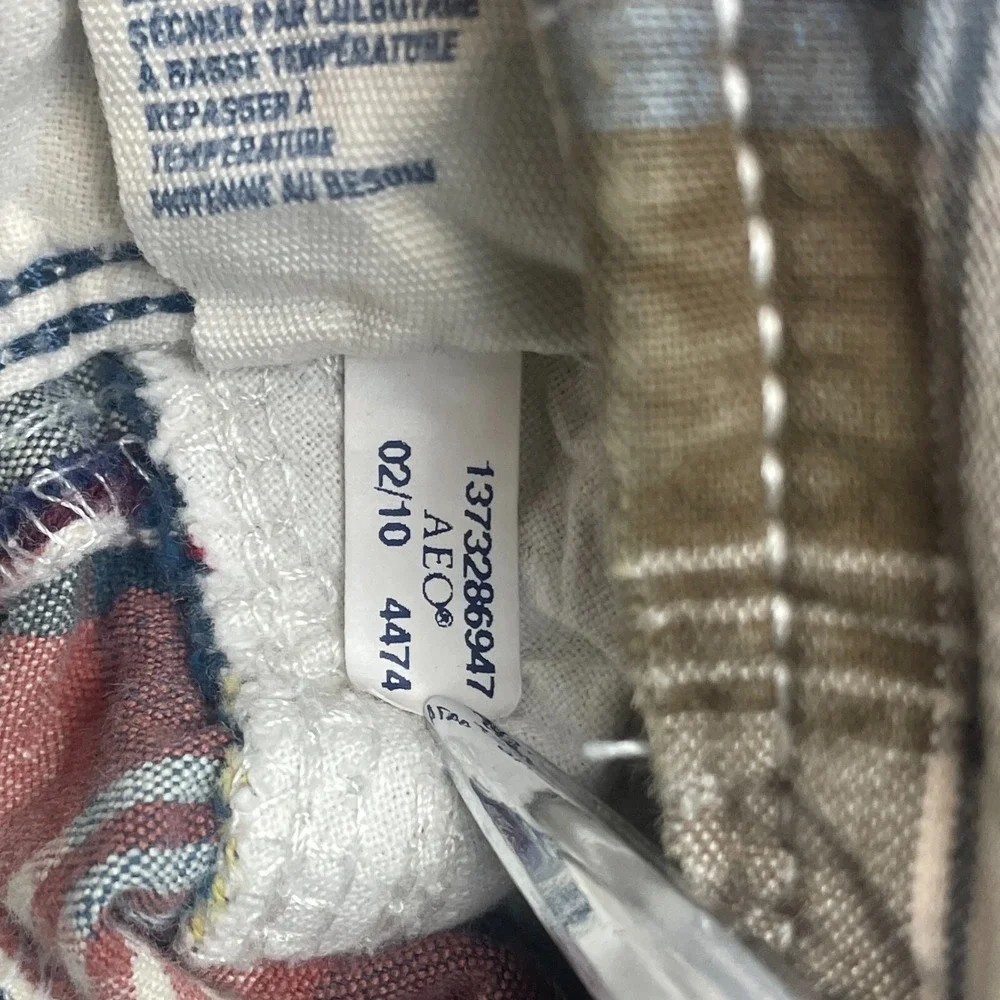 SÉCHER PAR CULBUTAGE
À BASSE TEMPÉRATURE
REPASSER À
TEMPÉRATURE
MOYENNE AU BESOIN
1373286947
AEO®
02/10 4474